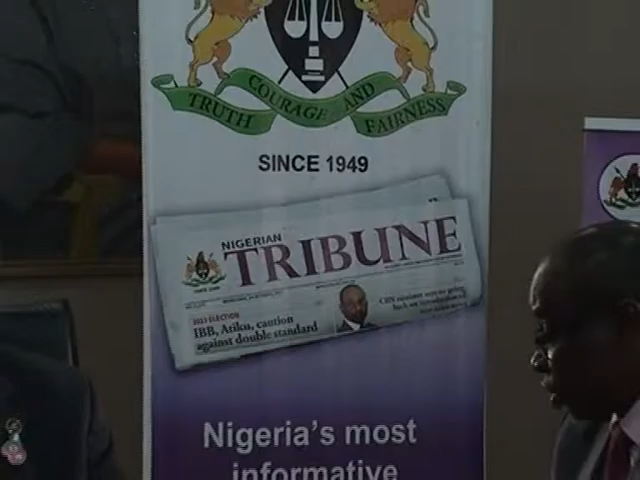 TRUTH COURAGE AND FAIRNESS
SINCE 1949
NIGERIAN
TRIBUNE
IBB, Atiku, caution
against double standard
Nigeria's most
informative